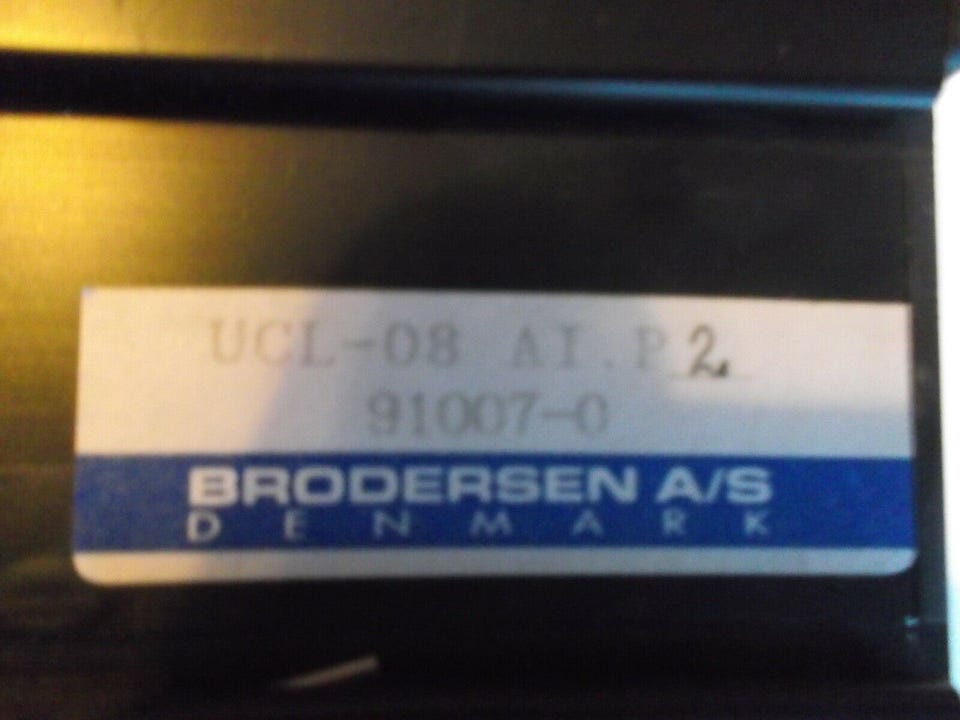 UCL-08 AI.P2
91007-0
BRODERSEN A/S
DENMARK